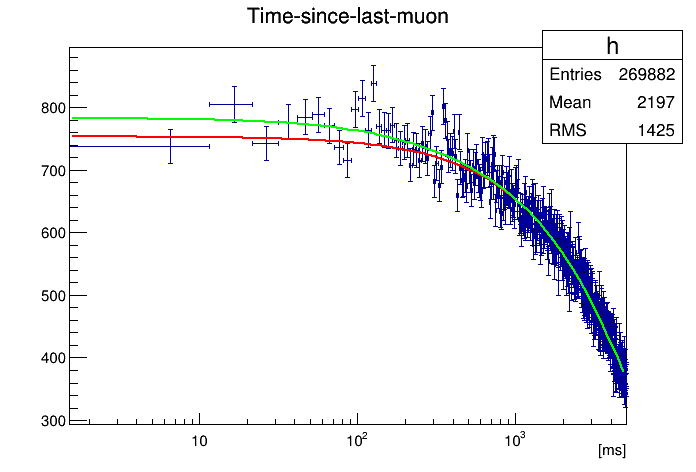 Time-since-last-muon
h
Entries 269882
Mean 2197
RMS 1425
800
700
600
500
400
300
10
10²
10³
[ms]